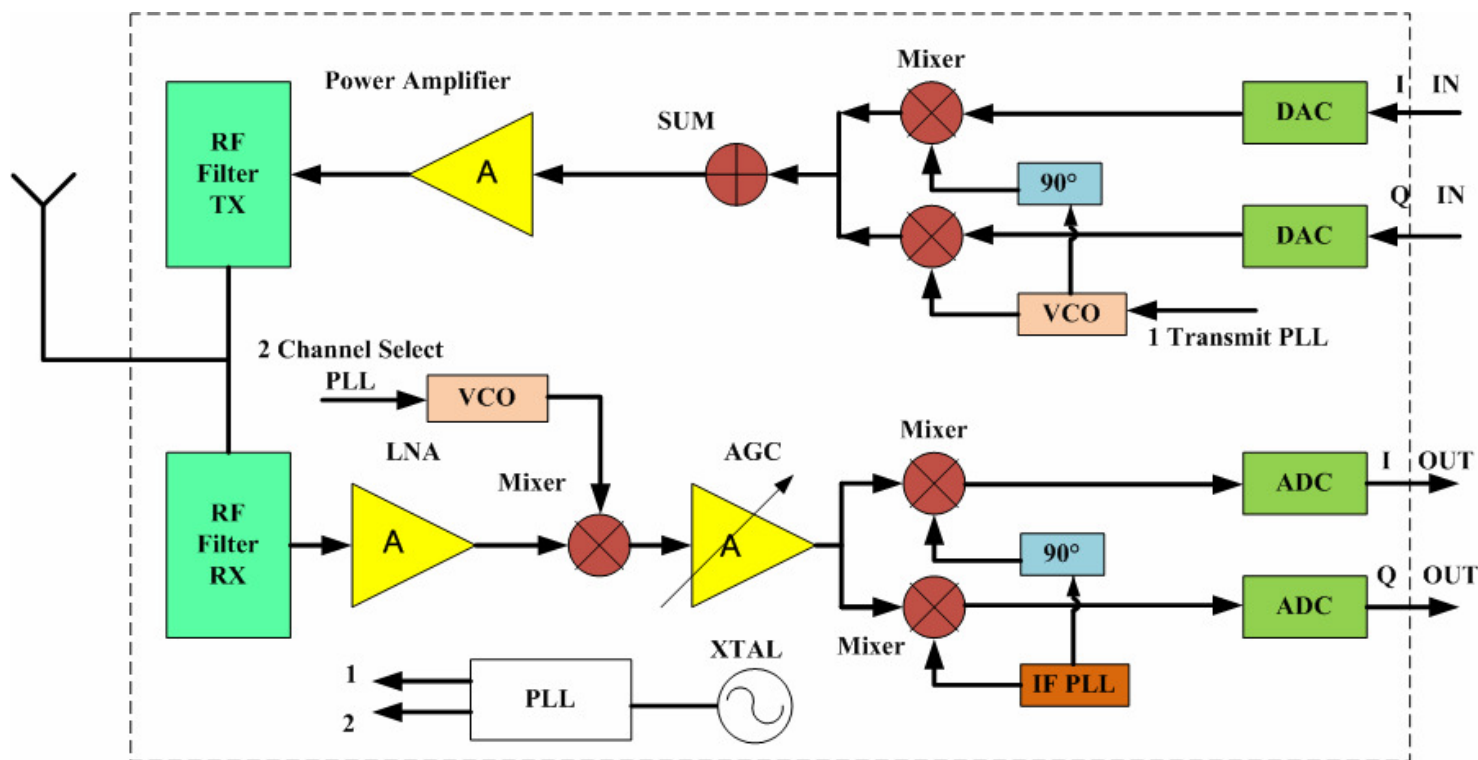 Mixer
Power Amplifier
I IN
DAC
SUM
RF
Filter
TX
A
90°
Q IN
DAC
VCO
1 Transmit PLL
2 Channel Select
PLL
VCO
LNA
Mixer
AGC
Mixer
I OUT
ADC
RF
Filter
RX
A
A
90°
Q OUT
ADC
Mixer
XTAL
1
2
PLL
IF PLL